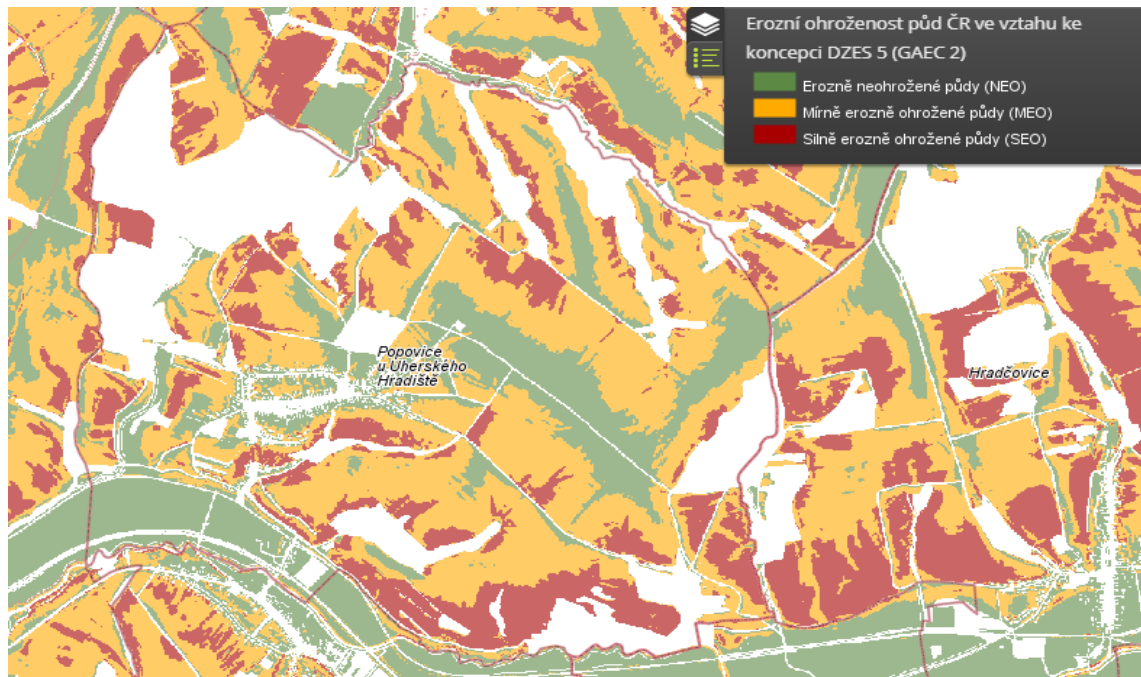 Erozní ohroženost půd ČR ve vztahu ke
koncepci DZES 5 (GAEC 2)
Erozně neohrožené půdy (NEO)
Mírně erozně ohrožené půdy (MEO)
Silně erozně ohrožené půdy (SEO)
Popovice
u Uherského
Hradiště
Hradčovice